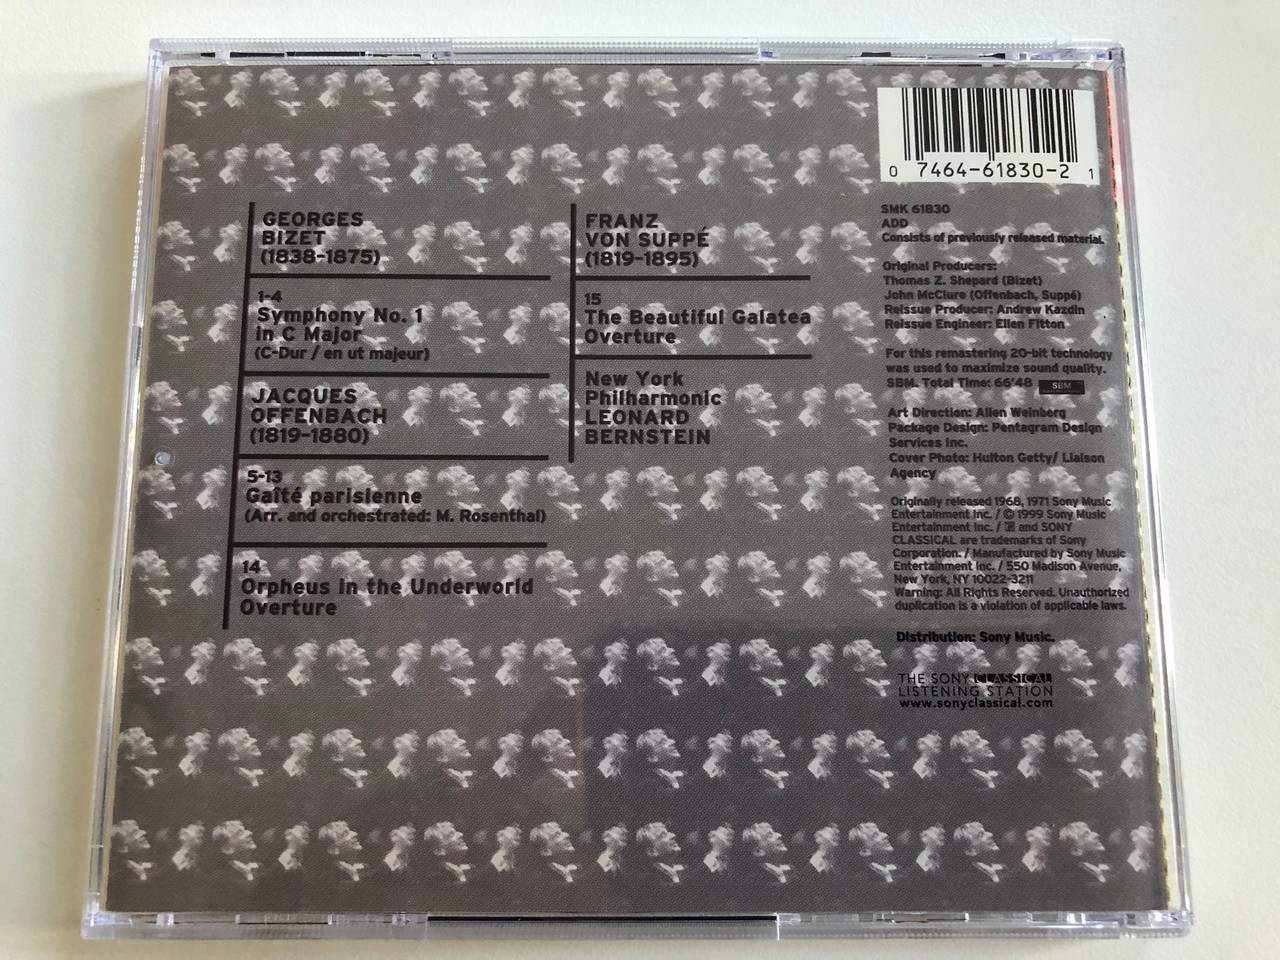 GEORGES
BIZET
(1838-1875)
1-4
Symphony No. 1
in C Major
(C-Dur / en ut majeur)
JACQUES
OFFENBACH
(1819-1880)
5-13
Gaîté parisienne
(Arr. and orchestrated: M. Rosenthal)
14
Orpheus in the Underworld
Overture
FRANZ
VON SUPPÉ
(1819-1895)
15
The Beautiful Galatea
Overture
New York
Philharmonic
LEONARD
BERNSTEIN
0 7464-61830-2 1
SMK 61830
ADD
Consists of previously released material.
Original Producers:
Thomas Z. Shepard (Bizet)
John McClure (Offenbach, Suppé)
Reissue Producer: Andrew Kazdin
Reissue Engineer: Ellen Fitton
For this remastering 20-bit technology
was used to maximize sound quality.
SBM. Total Time: 66'48 SBM
Art Direction: Allen Weinberg
Package Design: Pentagram Design
Services Inc.
Cover Photo: Hulton Getty/ Liaison
Agency
Originally released 1968, 1971 Sony Music
Entertainment Inc. / © 1999 Sony Music
Entertainment Inc. / and SONY
CLASSICAL are trademarks of Sony
Corporation. / Manufactured by Sony Music
Entertainment Inc. / 550 Madison Avenue,
New York, NY 10022-3211
Warning: All Rights Reserved. Unauthorized
duplication is a violation of applicable laws.
Distribution: Sony Music.
THE SONY CLASSICAL
LISTENING STATION
www.sonyclassical.com